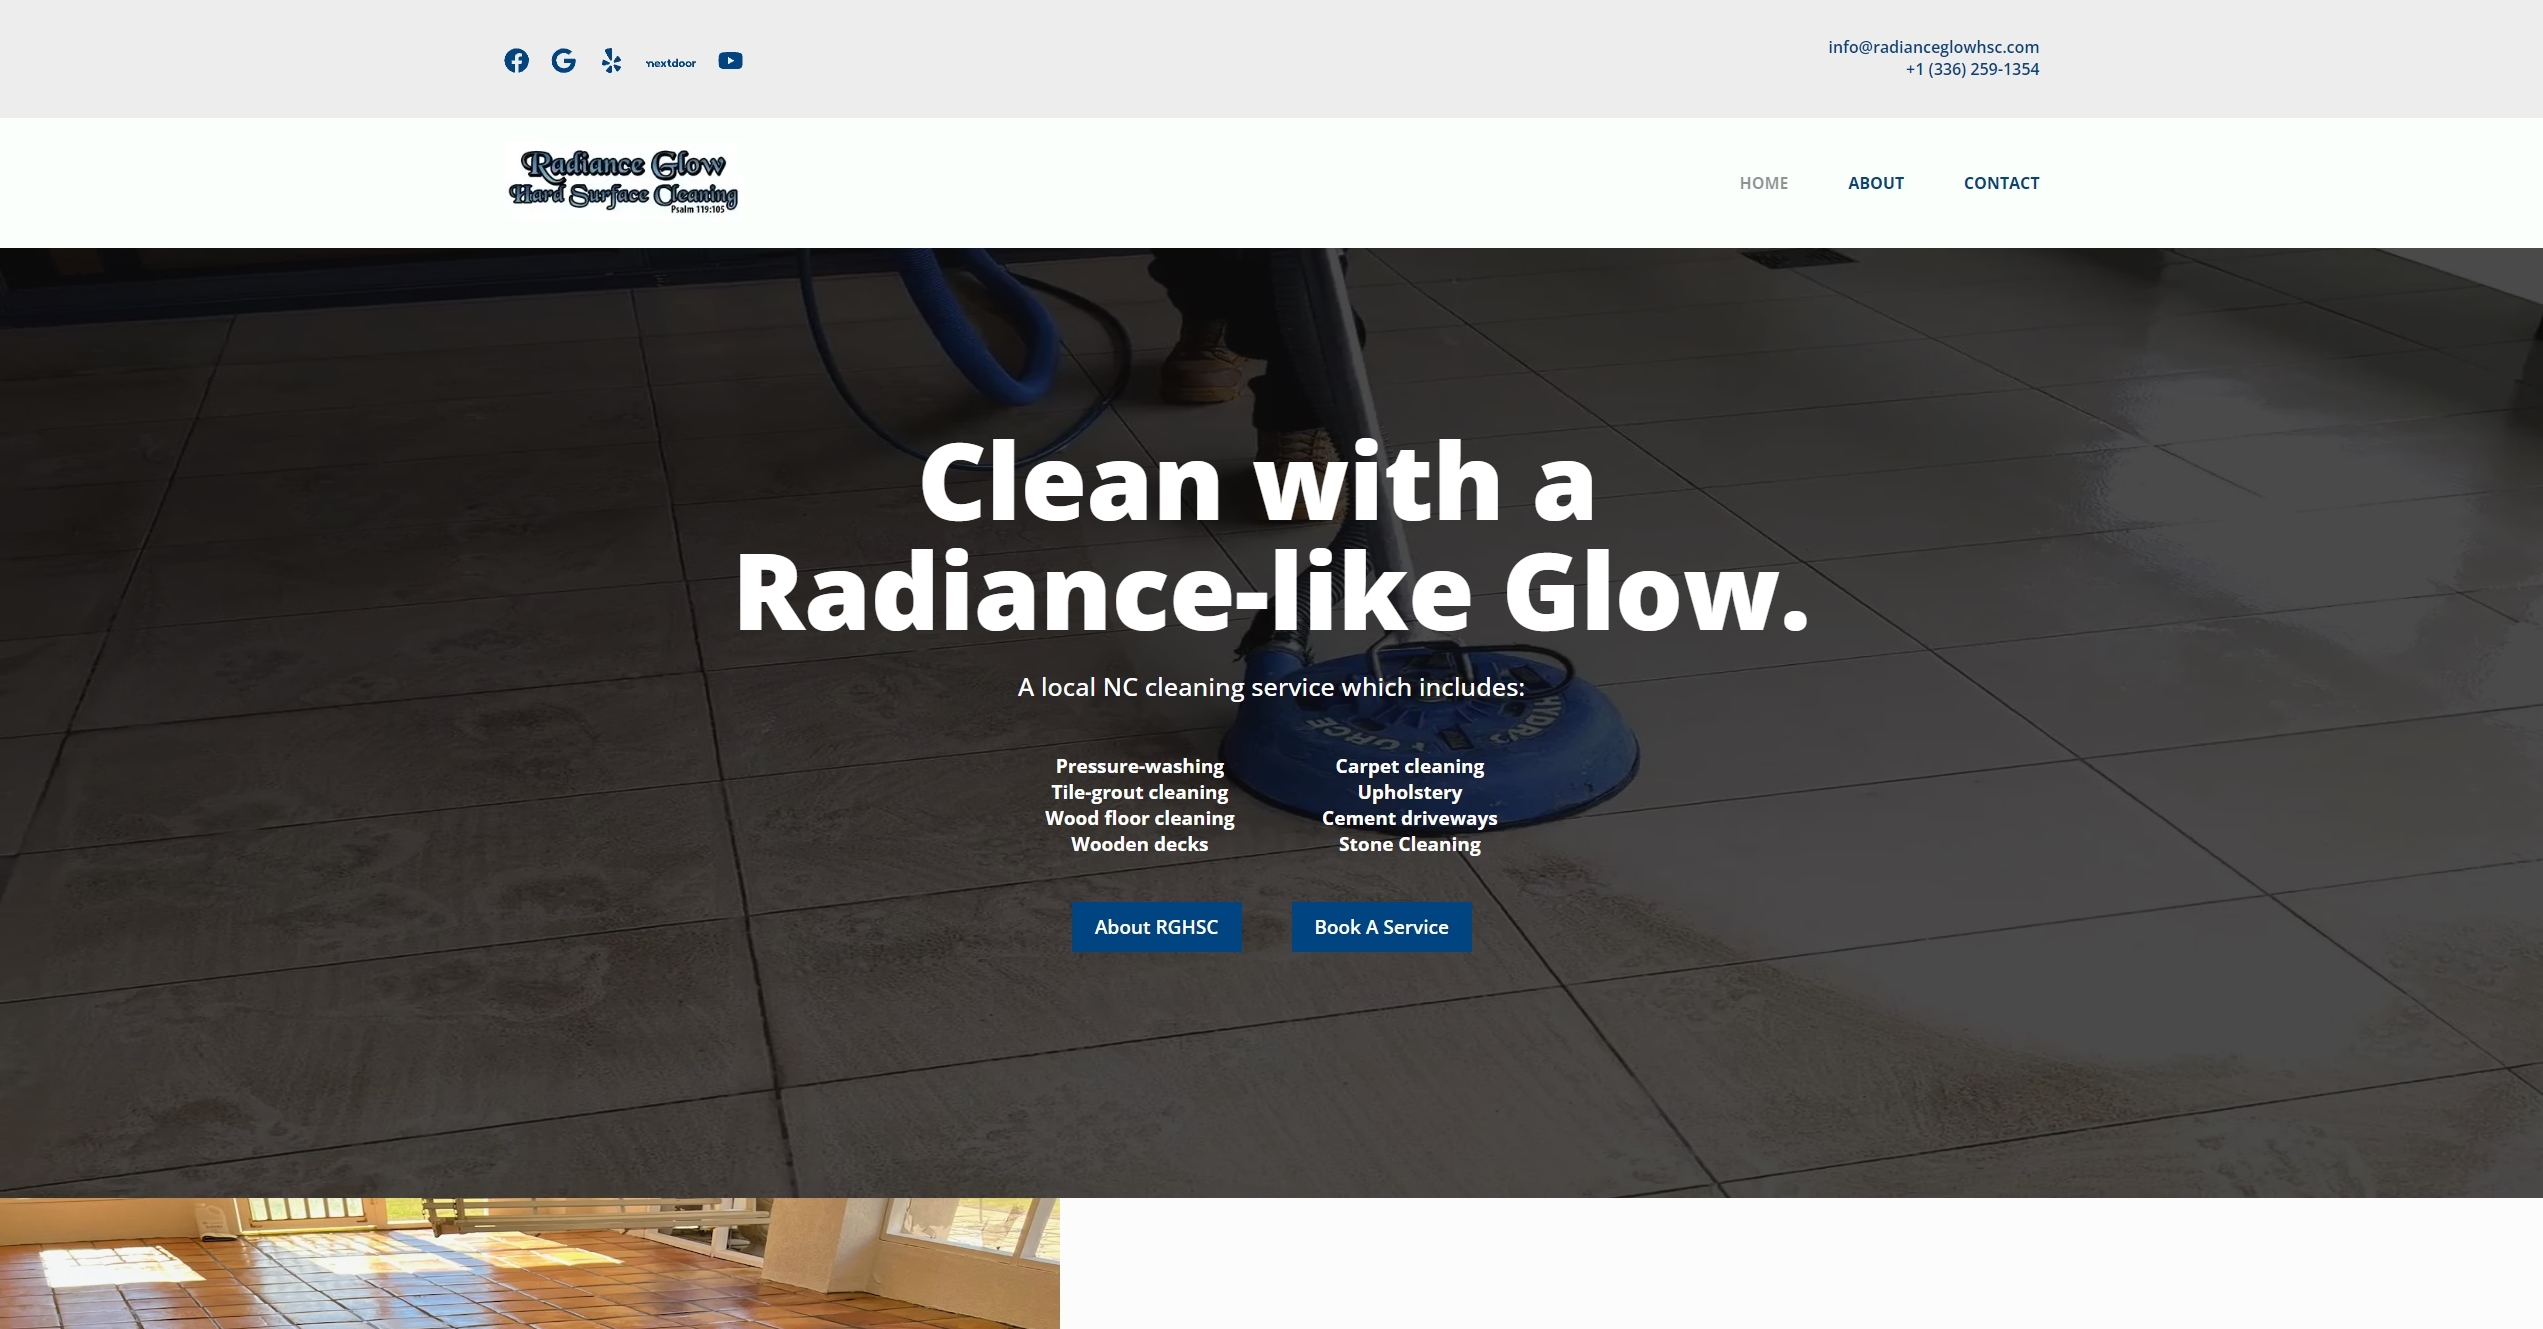 nextdoor
info@radianceglowhsc.com
+1 (336) 259-1354
Radiance Glow
Hard Surface Cleaning
Psalm 119:105
HOME
ABOUT
CONTACT
Clean with a
Radiance-like Glow.
A local NC cleaning service which includes:
Pressure-washing
Tile-grout cleaning
Wood floor cleaning
Wooden decks
Carpet cleaning
Upholstery
Cement driveways
Stone Cleaning
About RGHSC
Book A Service